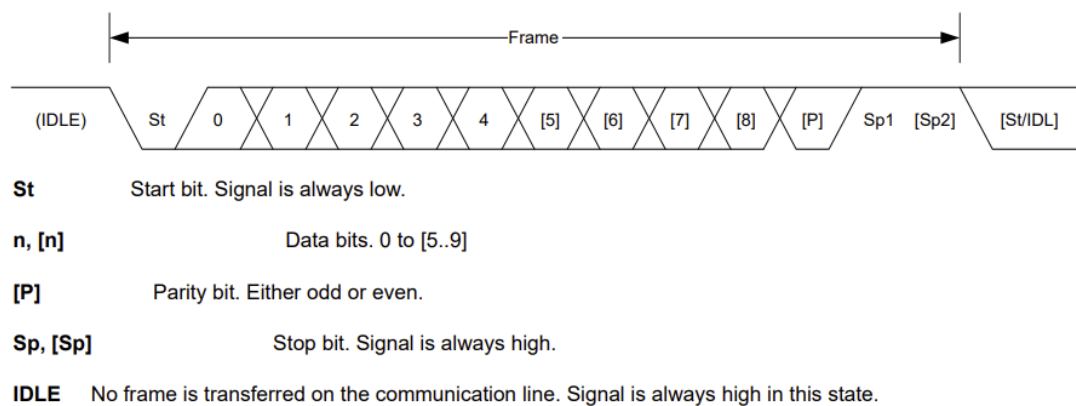 Frame
(IDLE) St 0 1 2 3 4 [5] [6] [7] [8] [P] Sp1 [Sp2] [St/IDL]
St Start bit. Signal is always low.
n, [n] Data bits. 0 to [5..9]
[P] Parity bit. Either odd or even.
Sp, [Sp] Stop bit. Signal is always high.
IDLE No frame is transferred on the communication line. Signal is always high in this state.